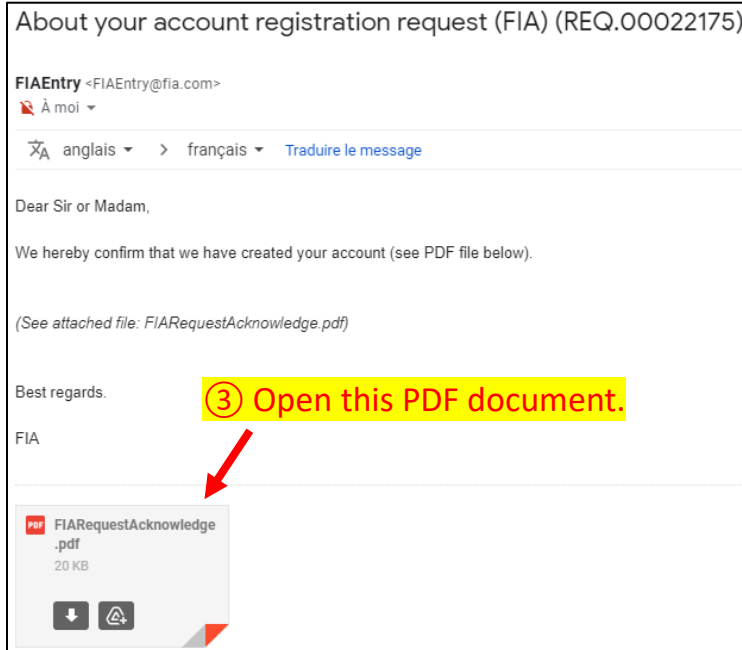 About your account registration request (FIA) (REQ.00022175)
FIAEntry <FIAEntry@fia.com>
À moi
anglais > français Traduire le message
Dear Sir or Madam,
We hereby confirm that we have created your account (see PDF file below).
(See attached file: FIARequestAcknowledge.pdf)
Best regards.
③ Open this PDF document.
FIA
PDF FIARequestAcknowledge
.pdf
20 KB